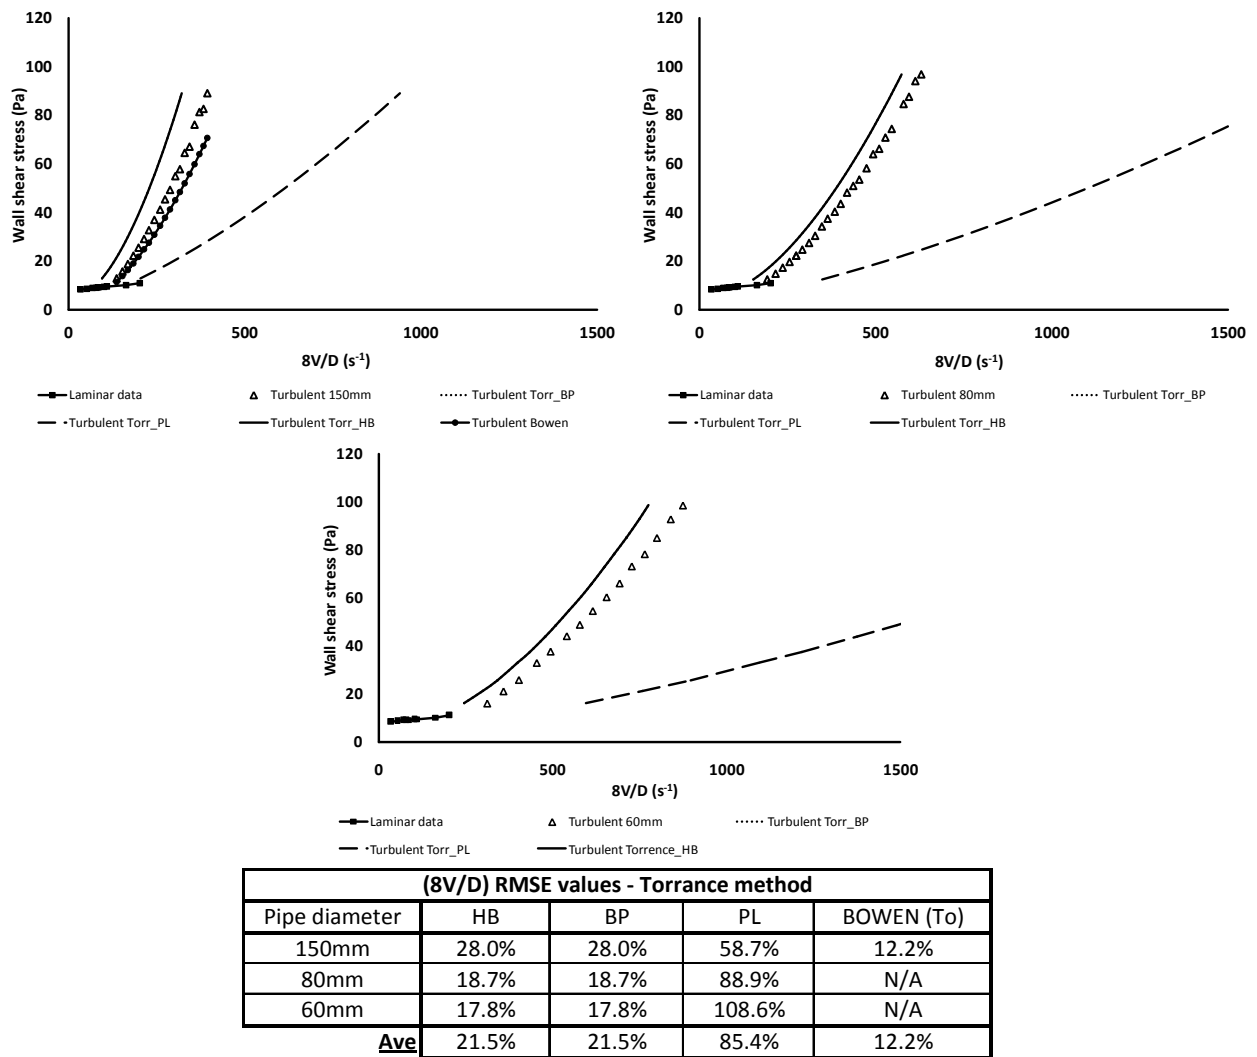 120
100
80
60
40
20
0
Wall shear stress (Pa)
0 500 1000 1500
8V/D (s-1)
Laminar data Turbulent 150mm Turbulent Torr_BP
Turbulent Torr_PL Turbulent Torr_HB Turbulent Bowen
120
100
80
60
40
20
0
Wall shear stress (Pa)
0 500 1000 1500
8V/D (s-1)
Laminar data Turbulent 80mm Turbulent Torr_BP
Turbulent Torr_PL Turbulent Torr_HB
120
100
80
60
40
20
0
Wall shear stress (Pa)
0 500 1000 1500
8V/D (s-1)
Laminar data Turbulent 60mm Turbulent Torr_BP
Turbulent Torr_PL Turbulent Torrence_HB
(8V/D) RMSE values - Torrance method
Pipe diameter HB BP PL BOWEN (To)
150mm 28.0% 28.0% 58.7% 12.2%
80mm 18.7% 18.7% 88.9% N/A
60mm 17.8% 17.8% 108.6% N/A
Ave 21.5% 21.5% 85.4% 12.2%